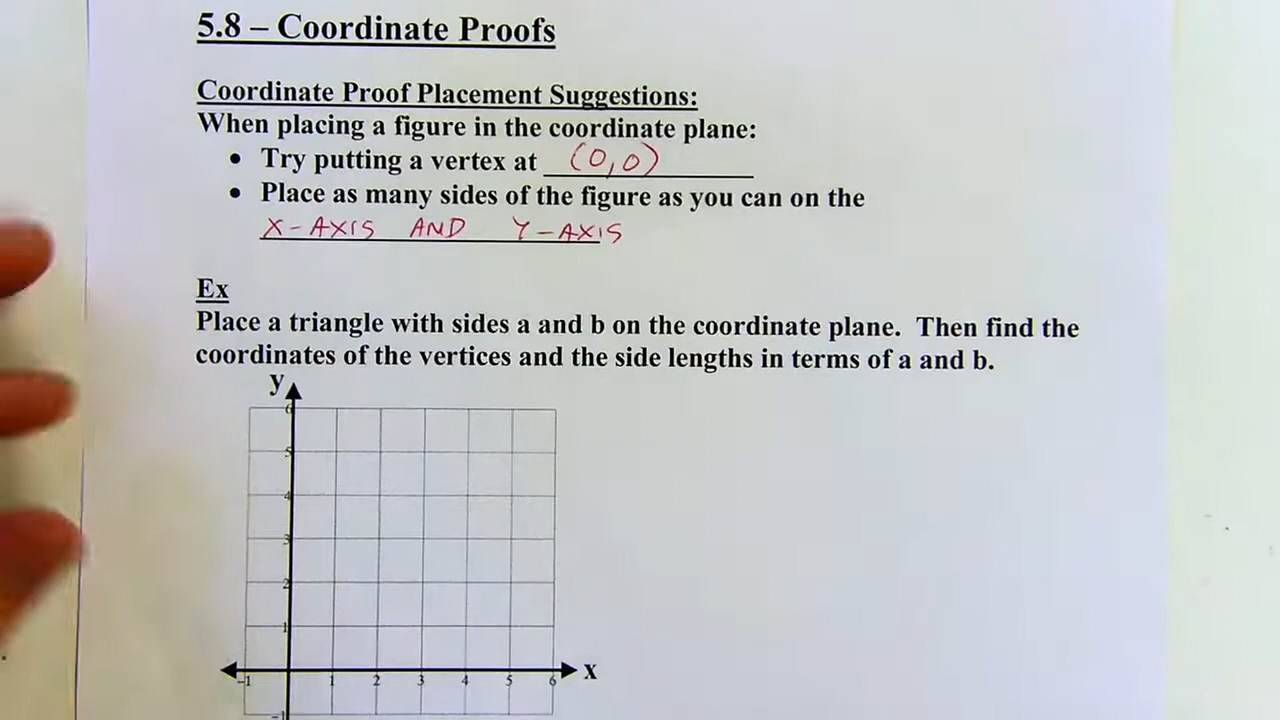 5.8 – Coordinate Proofs
Coordinate Proof Placement Suggestions:
When placing a figure in the coordinate plane:
• Try putting a vertex at (0,0)
• Place as many sides of the figure as you can on the
X-AXIS AND Y-AXIS
Ex
Place a triangle with sides a and b on the coordinate plane. Then find the
coordinates of the vertices and the side lengths in terms of a and b.
y
6
5
4
3
2
1
x
-1 1 2 3 4 5 6
-1